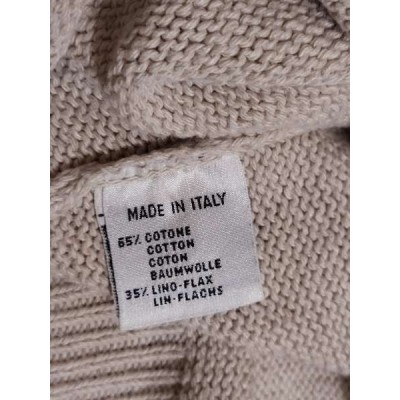 MADE IN ITALY
65% COTONE
COTTON
COTON
BAUMWOLLE
35% LINO-FLAX
LIN-FLACHS